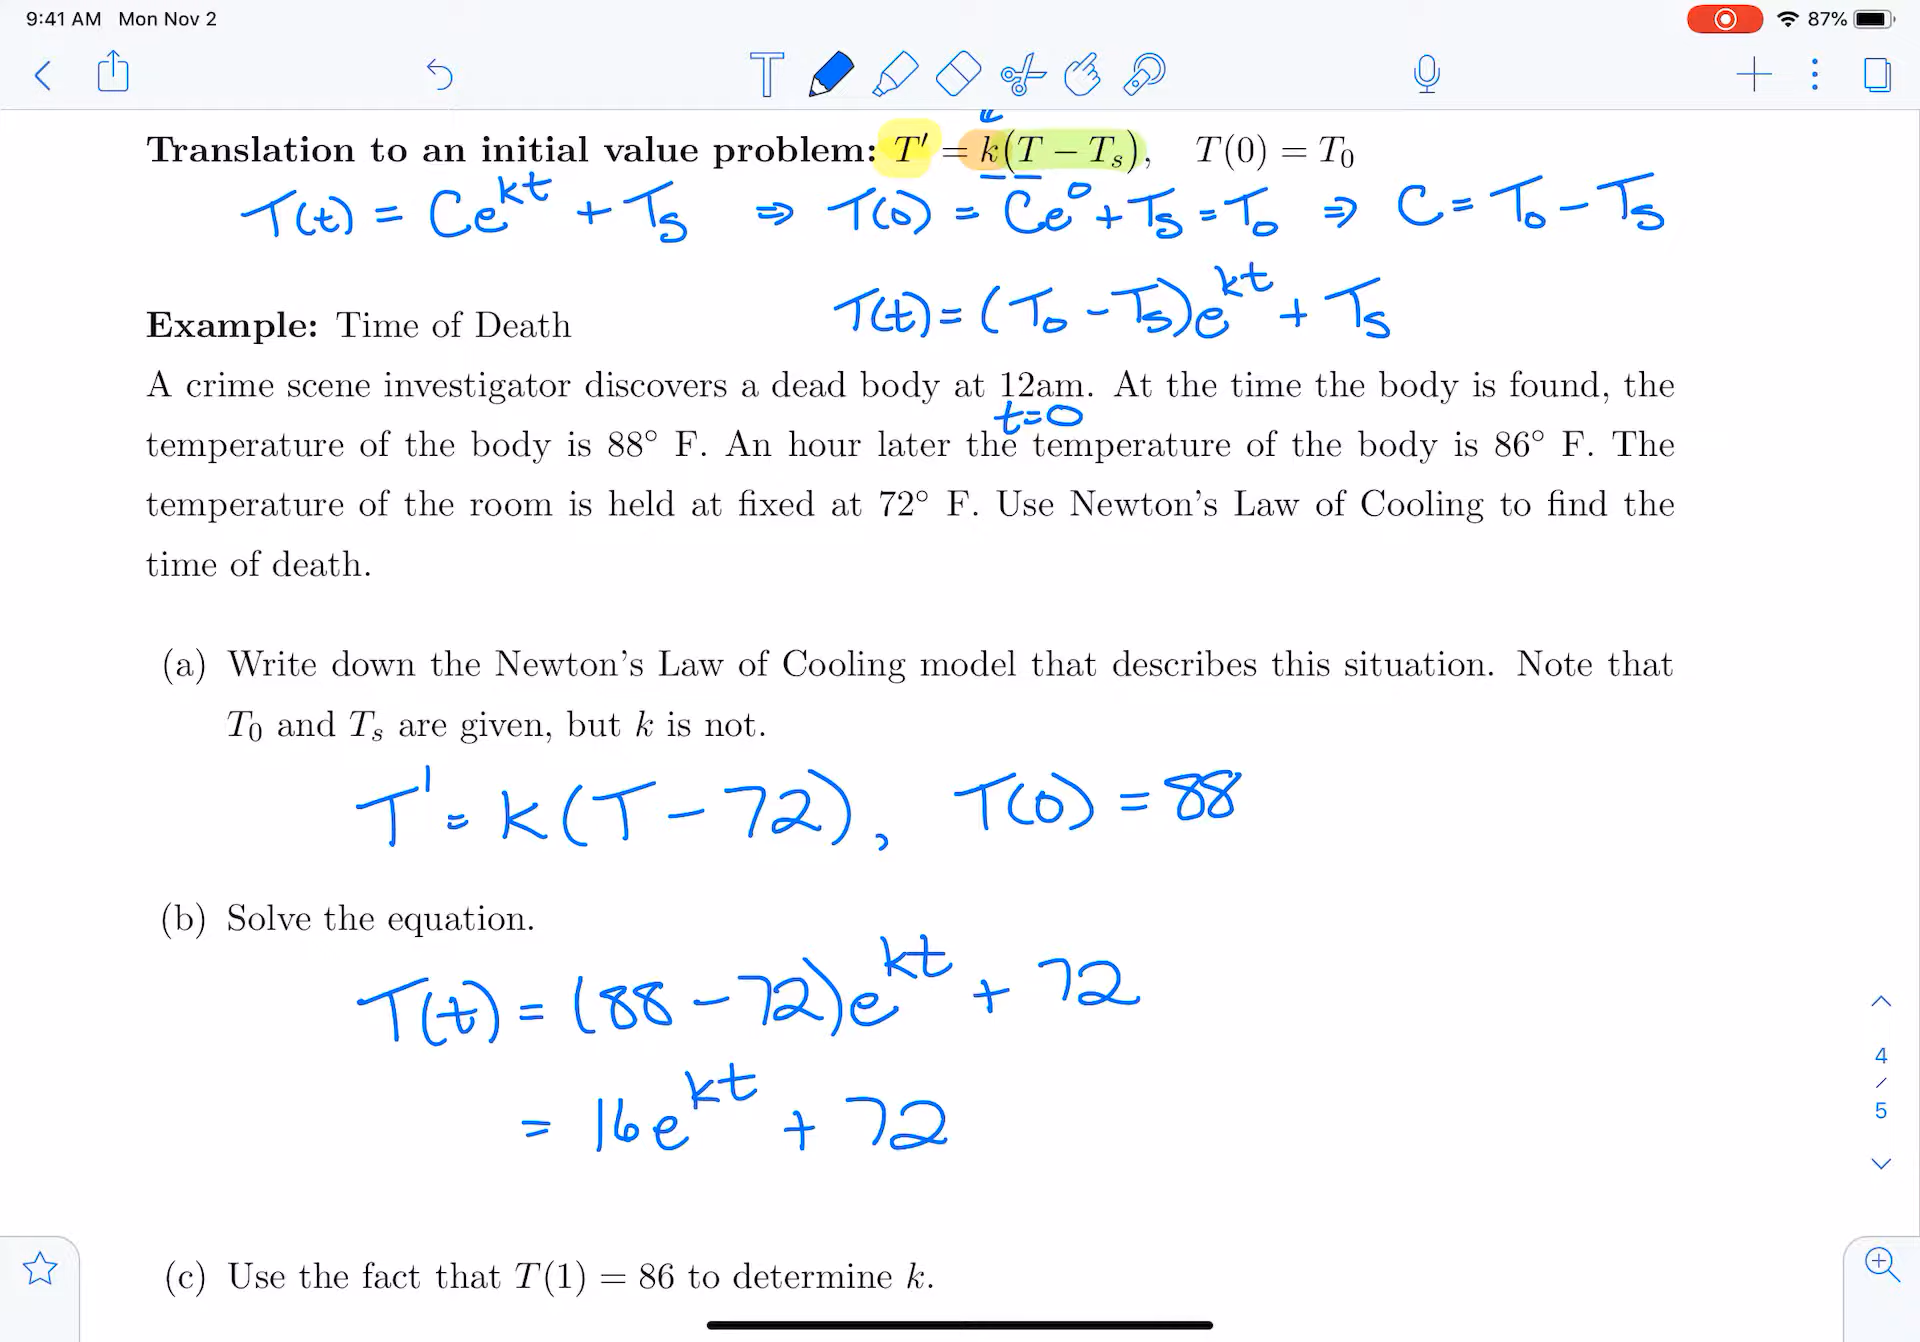 9:41 AM Mon Nov 2 87%
Translation to an initial value problem: T′ = k(T − Tₛ), T(0) = T₀
T(t) = Ce^{kt} + Tₛ ⇒ T(0) = Ce⁰ + Tₛ = T₀ ⇒ C = T₀ − Tₛ
T(t) = (T₀ − Tₛ)e^{kt} + Tₛ
Example: Time of Death
A crime scene investigator discovers a dead body at 12am. At the time the body is found, the
t=0
temperature of the body is 88° F. An hour later the temperature of the body is 86° F. The
temperature of the room is held at fixed at 72° F. Use Newton's Law of Cooling to find the
time of death.
(a) Write down the Newton's Law of Cooling model that describes this situation. Note that
T₀ and Tₛ are given, but k is not.
T' = k(T − 72), T(0) = 88
(b) Solve the equation.
T(t) = (88 − 72)e^{kt} + 72
= 16e^{kt} + 72
4
/
5
(c) Use the fact that T(1) = 86 to determine k.